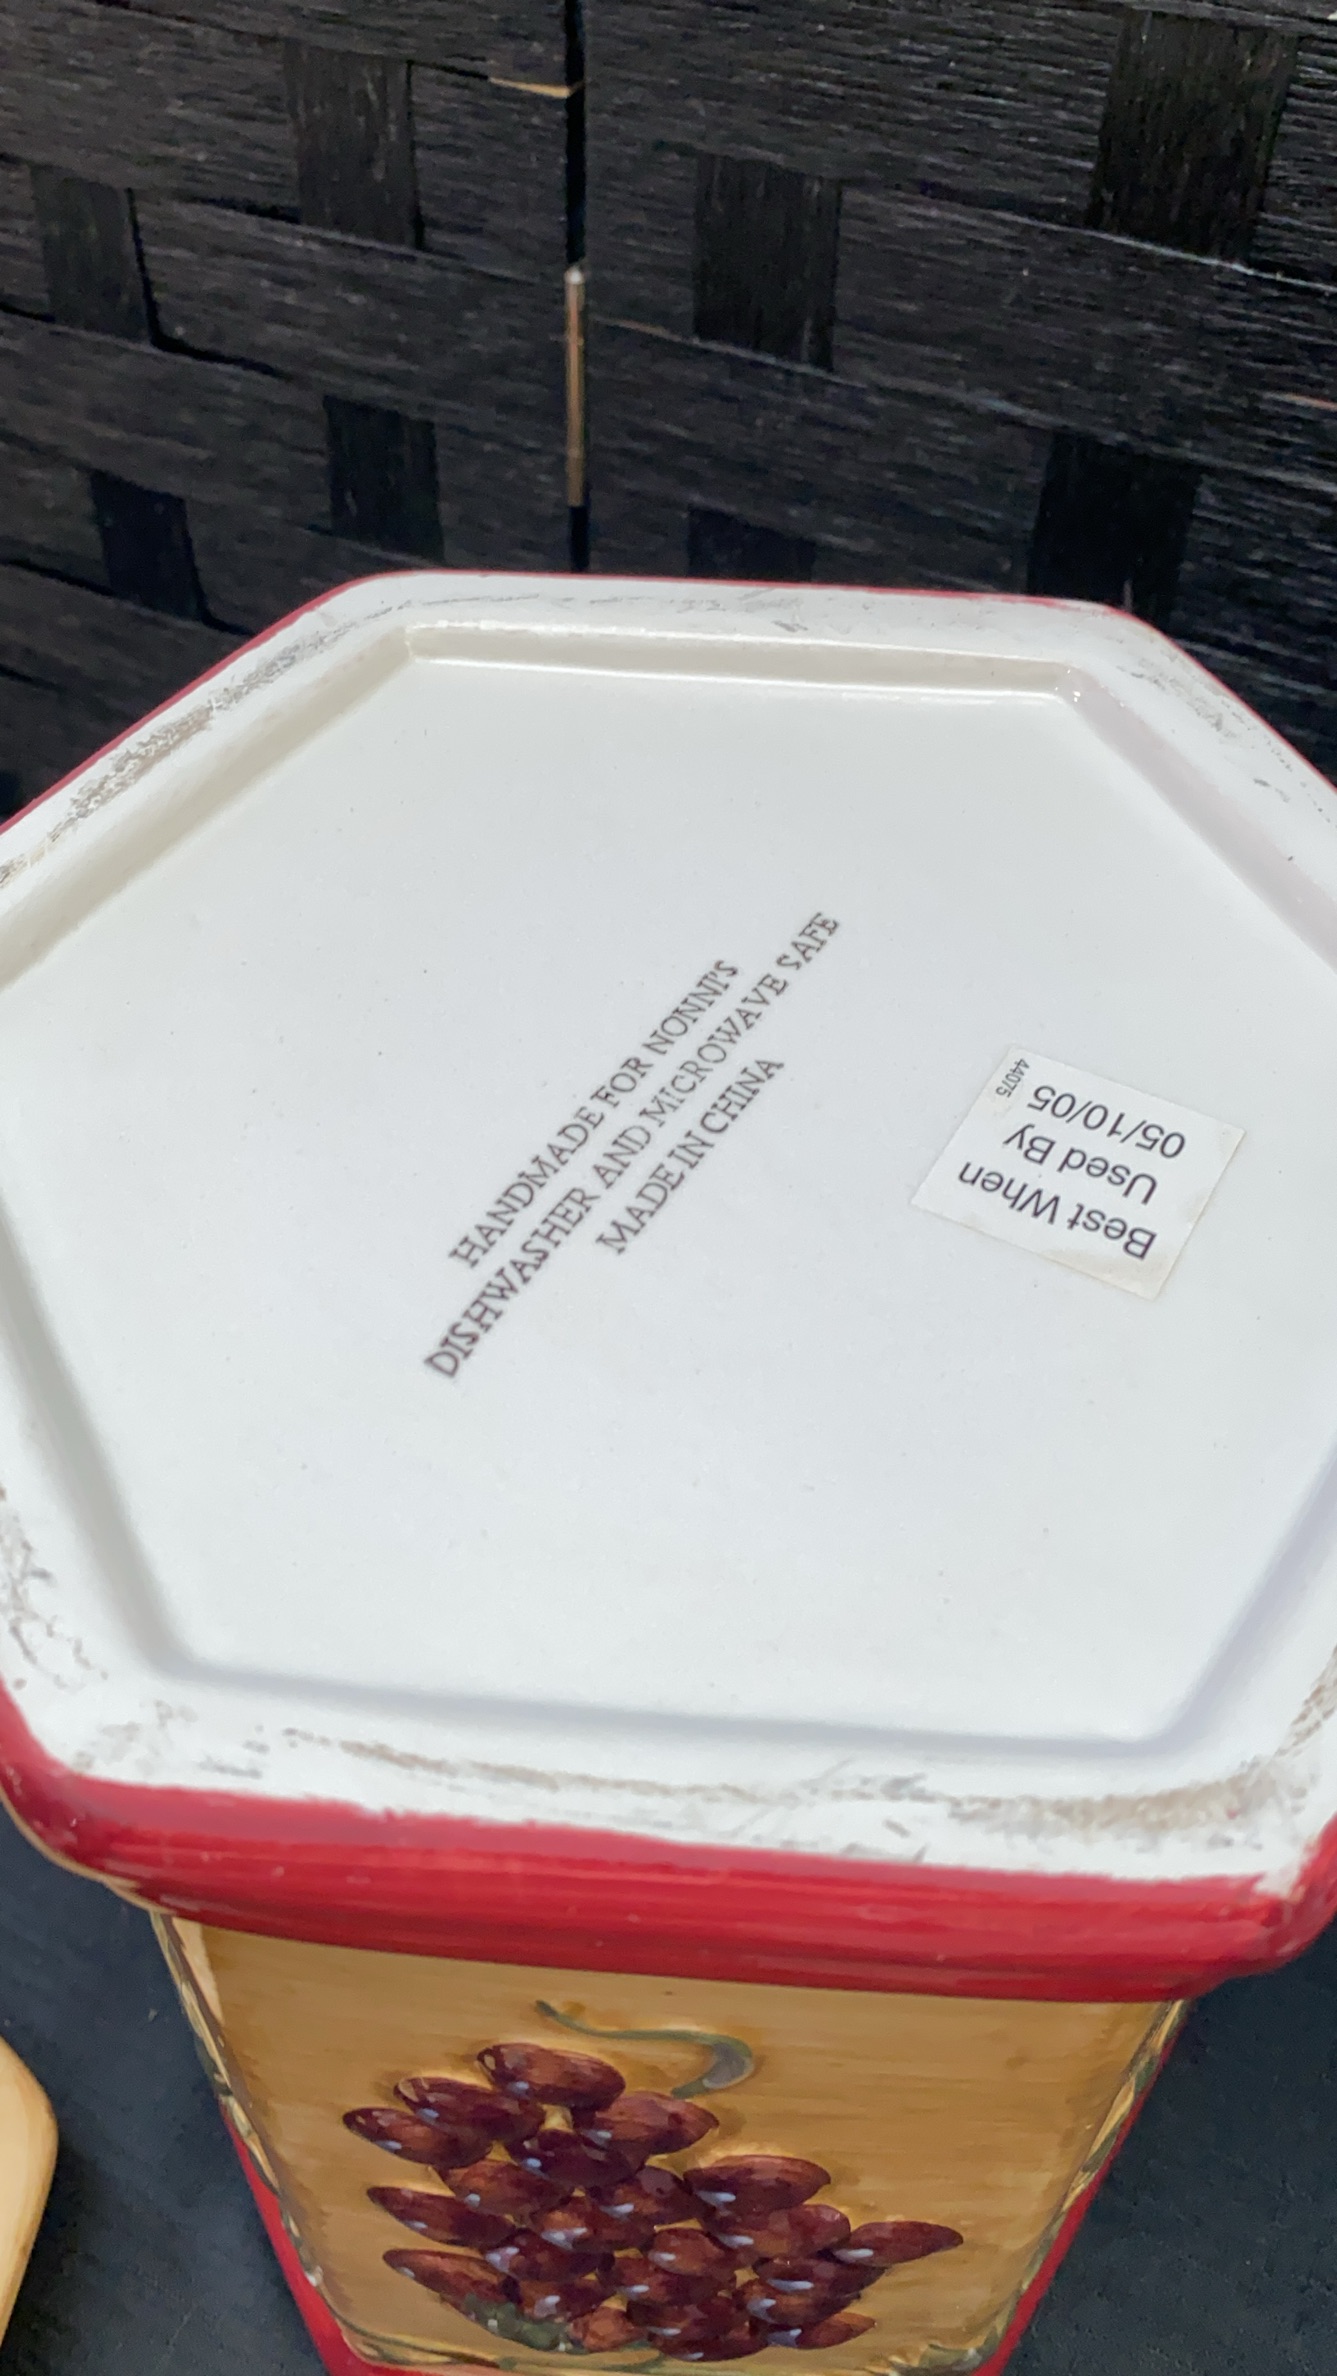 HANDMADE FOR NONNI'S
DISHWASHER AND MICROWAVE SAFE
MADE IN CHINA
Best When
Used By
05/10/05
44075